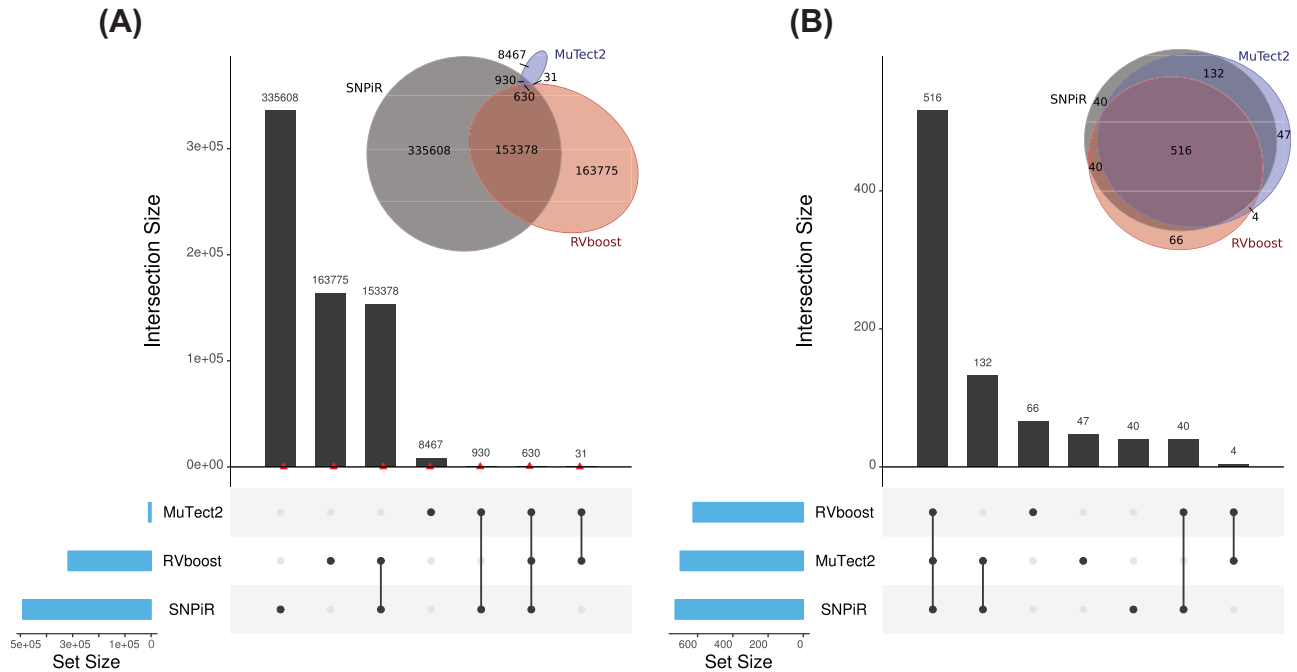 (A)
8467
MuTect2
930
31
SNPiR
630
335608
335608
153378
163775
RVboost
3e+05
2e+05
1e+05
0e+00
Intersection Size
163775
153378
8467
930
630
31
MuTect2
RVboost
SNPiR
5e+05
3e+05
1e+05
0
Set Size
(B)
MuTect2
132
SNPiR
40
516
47
516
40
4
66
RVboost
400
200
0
Intersection Size
132
66
47
40
40
4
RVboost
MuTect2
SNPiR
600
400
200
0
Set Size